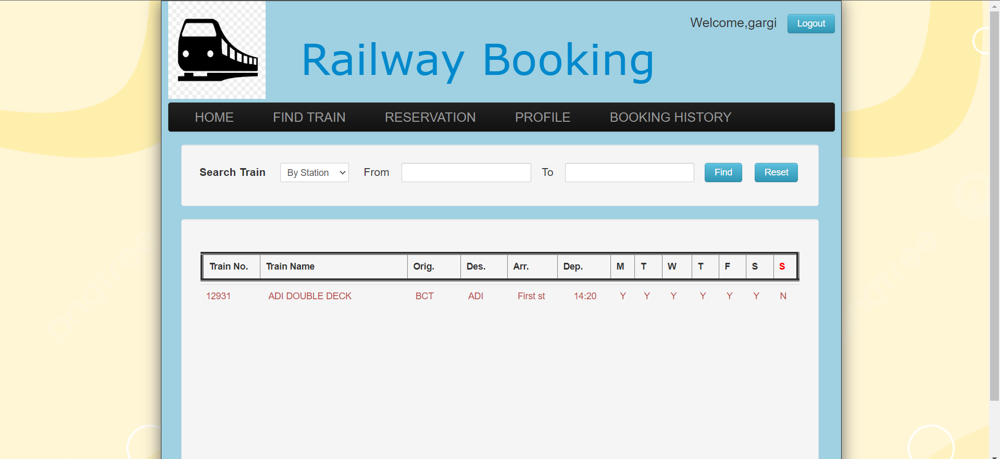 Welcome,gargi Logout
Railway Booking
HOME FIND TRAIN RESERVATION PROFILE BOOKING HISTORY
Search Train By Station From To Find Reset
Train No. Train Name Orig. Des. Arr. Dep. M T W T F S S
12931 ADI DOUBLE DECK BCT ADI First st 14:20 Y Y Y Y Y Y N